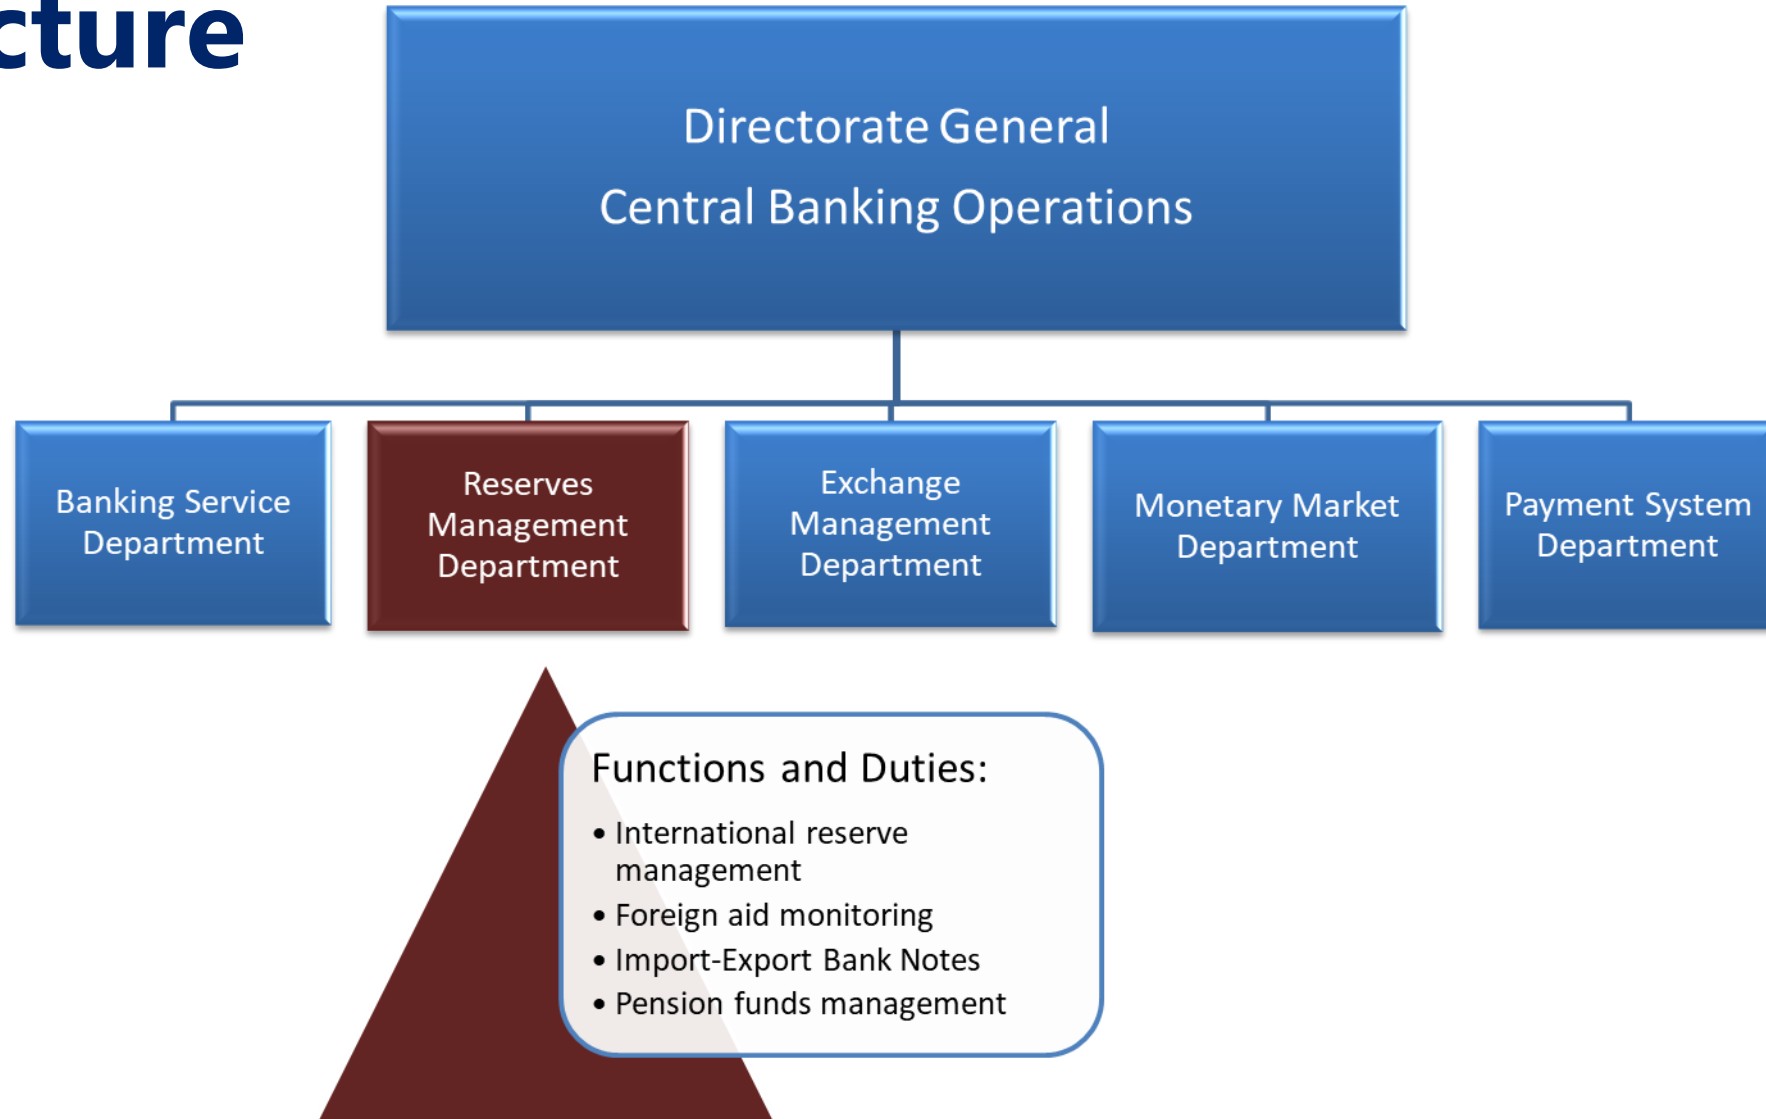 cture
Directorate General
Central Banking Operations
Banking Service
Department
Reserves
Management
Department
Exchange
Management
Department
Monetary Market
Department
Payment System
Department
Functions and Duties:
• International reserve
management
• Foreign aid monitoring
• Import-Export Bank Notes
• Pension funds management